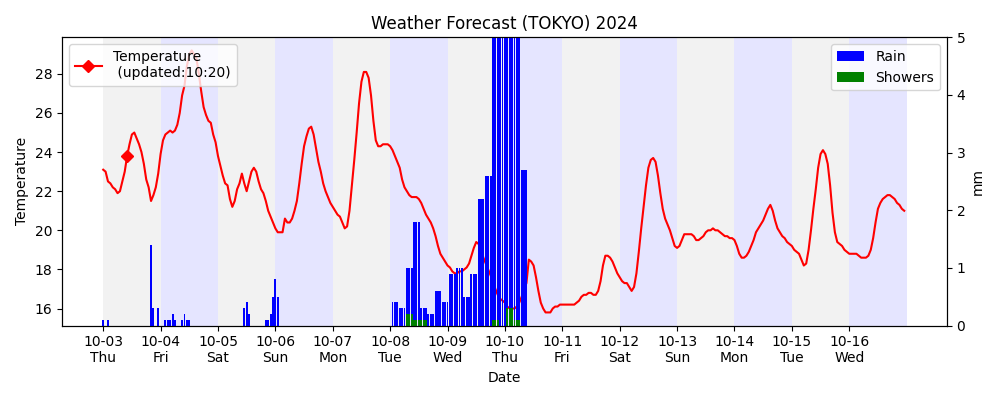 Weather Forecast (TOKYO) 2024
Temperature
(updated:10:20)
Rain
Showers
Temperature
28
26
24
22
20
18
16
5
4
3
2
1
0
mm
10-03 10-04 10-05 10-06 10-07 10-08 10-09 10-10 10-11 10-12 10-13 10-14 10-15 10-16
Thu Fri Sat Sun Mon Tue Wed Thu Fri Sat Sun Mon Tue Wed
Date